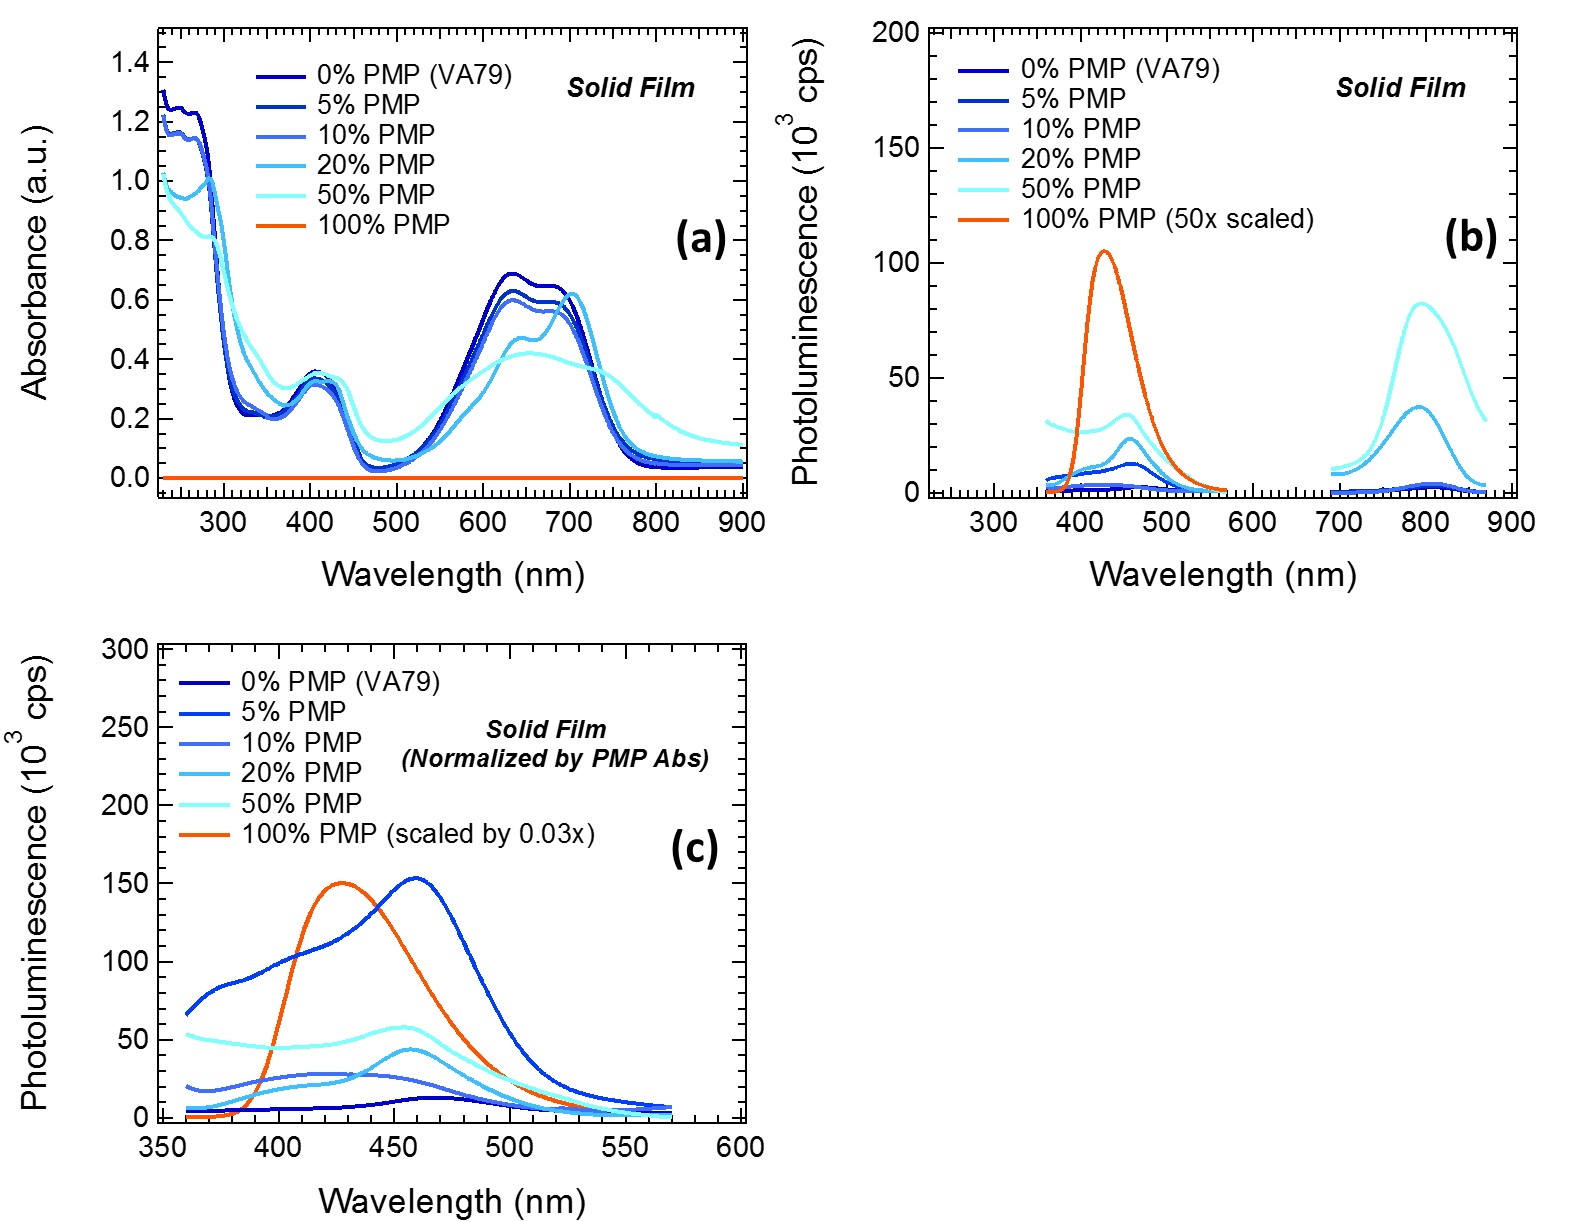 1.4
1.2
1.0
0.8
0.6
0.4
0.2
0.0
Absorbance (a.u.)
0% PMP (VA79)
5% PMP
10% PMP
20% PMP
50% PMP
100% PMP
Solid Film
(a)
300 400 500 600 700 800 900
Wavelength (nm)
200
150
100
50
0
Photoluminescence (10³ cps)
0% PMP (VA79)
5% PMP
10% PMP
20% PMP
50% PMP
100% PMP (50x scaled)
Solid Film
(b)
300 400 500 600 700 800 900
Wavelength (nm)
300
250
200
150
100
50
0
Photoluminescence (10³ cps)
0% PMP (VA79)
5% PMP
10% PMP
20% PMP
50% PMP
100% PMP (scaled by 0.03x)
Solid Film
(Normalized by PMP Abs)
(c)
350 400 450 500 550 600
Wavelength (nm)